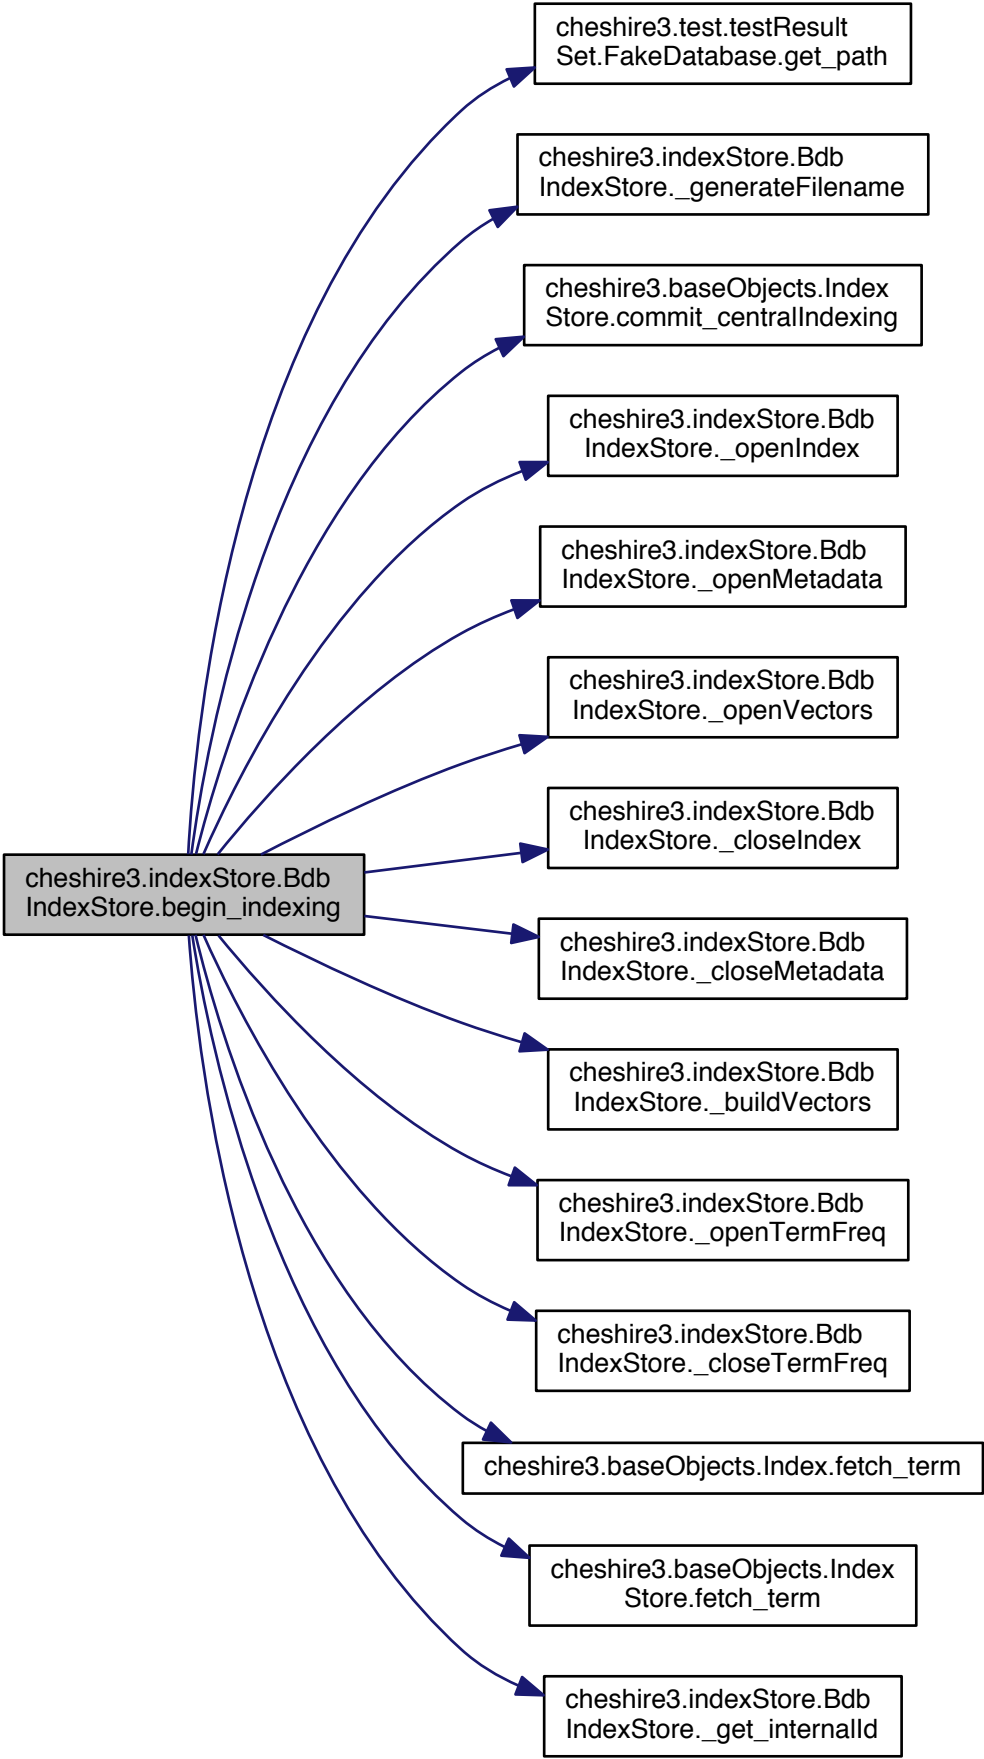 cheshire3.test.testResult
Set.FakeDatabase.get_path
cheshire3.indexStore.Bdb
IndexStore._generateFilename
cheshire3.baseObjects.Index
Store.commit_centralIndexing
cheshire3.indexStore.Bdb
IndexStore._openIndex
cheshire3.indexStore.Bdb
IndexStore._openMetadata
cheshire3.indexStore.Bdb
IndexStore._openVectors
cheshire3.indexStore.Bdb
IndexStore._closeIndex
cheshire3.indexStore.Bdb
IndexStore.begin_indexing
cheshire3.indexStore.Bdb
IndexStore._closeMetadata
cheshire3.indexStore.Bdb
IndexStore._buildVectors
cheshire3.indexStore.Bdb
IndexStore._openTermFreq
cheshire3.indexStore.Bdb
IndexStore._closeTermFreq
cheshire3.baseObjects.Index.fetch_term
cheshire3.baseObjects.Index
Store.fetch_term
cheshire3.indexStore.Bdb
IndexStore._get_internalId